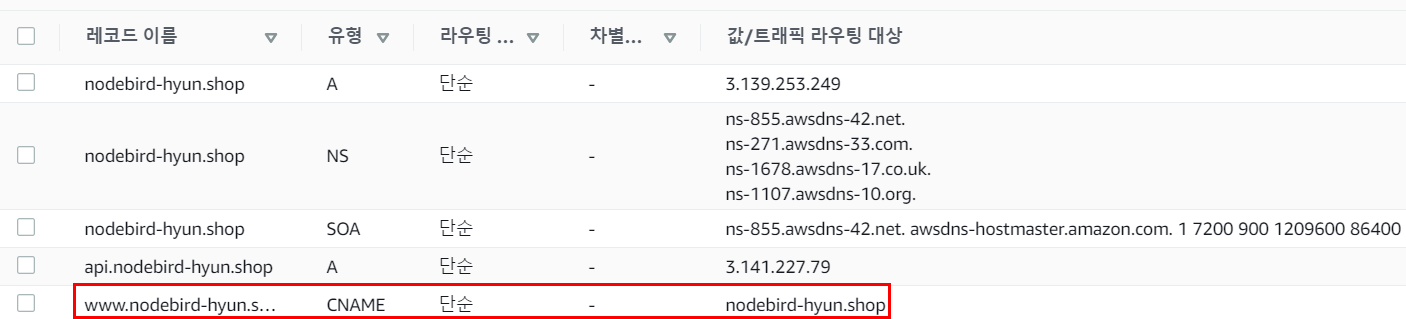 레코드 이름 유형 라우팅 ... 차별... 값/트래픽 라우팅 대상
nodebird-hyun.shop A 단순 - 3.139.253.249
nodebird-hyun.shop NS 단순 - ns-855.awsdns-42.net.
ns-271.awsdns-33.com.
ns-1678.awsdns-17.co.uk.
ns-1107.awsdns-10.org.
nodebird-hyun.shop SOA 단순 - ns-855.awsdns-42.net. awsdns-hostmaster.amazon.com. 1 7200 900 1209600 86400
api.nodebird-hyun.shop A 단순 - 3.141.227.79
www.nodebird-hyun.s... CNAME 단순 - nodebird-hyun.shop